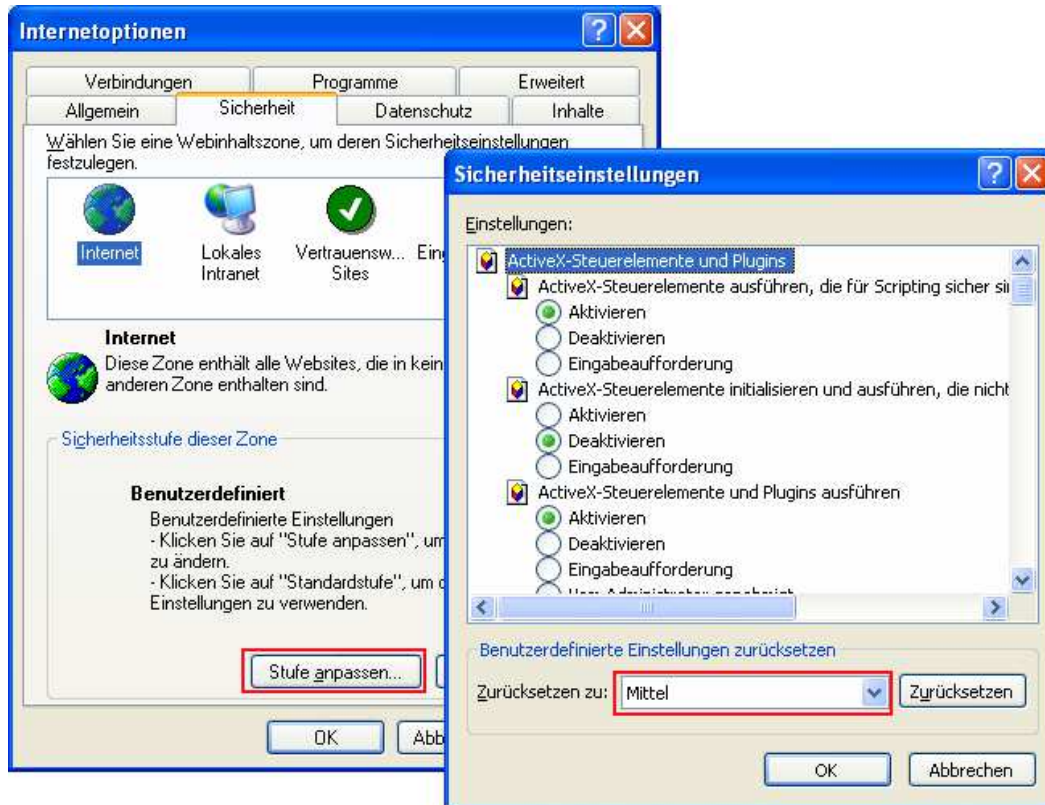 Internetoptionen
Verbindungen Programme Erweitert
Allgemein Sicherheit Datenschutz Inhalte
Wählen Sie eine Webinhaltszone, um deren Sicherheitseinstellungen
festzulegen.
Internet
Lokales
Intranet
Vertrauensw...
Sites
Internet
Diese Zone enthält alle Websites, die in
anderen Zone enthalten sind.
Sicherheitsstufe dieser Zone
Benutzerdefiniert
Benutzerdefinierte Einstellungen
- Klicken Sie auf "Stufe anpassen", um
zu ändern.
- Klicken Sie auf "Standardstufe", um
Einstellungen zu verwenden.
Stufe anpassen...
OK
Sicherheitseinstellungen
Einstellungen:
ActiveX-Steuerelemente und Plugins
ActiveX-Steuerelemente ausführen, die für Scripting sicher
Aktivieren
Deaktivieren
Eingabeaufforderung
ActiveX-Steuerelemente initialisieren und ausführen, die nicht
Aktivieren
Deaktivieren
Eingabeaufforderung
ActiveX-Steuerelemente und Plugins ausführen
Aktivieren
Deaktivieren
Eingabeaufforderung
Benutzerdefinierte Einstellungen zurücksetzen
Zurücksetzen zu: Mittel Zurücksetzen
OK Abbrechen